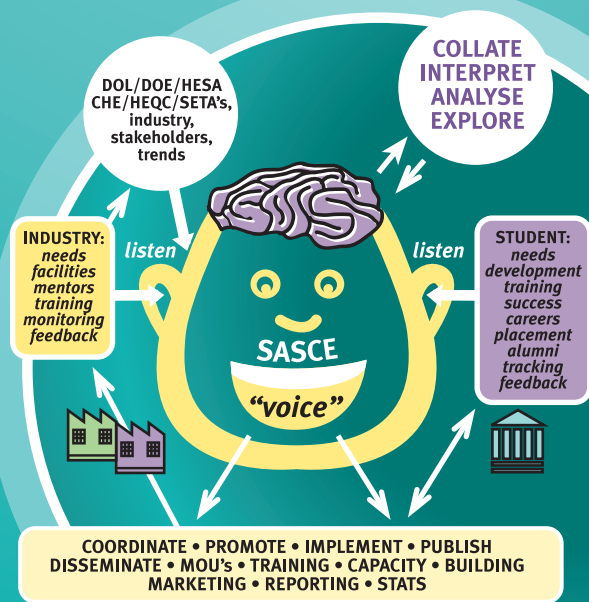 DOL/DOE/HESA
CHE/HEQC/SETA’s,
industry,
stakeholders,
trends
COLLATE
INTERPRET
ANALYSE
EXPLORE
INDUSTRY:
needs
facilities
mentors
training
monitoring
feedback
listen
listen
STUDENT:
needs
development
training
success
careers
placement
alumni
tracking
feedback
SASCE
“voice”
COORDINATE • PROMOTE • IMPLEMENT • PUBLISH
DISSEMINATE • MOU’s • TRAINING • CAPACITY • BUILDING
MARKETING • REPORTING • STATS